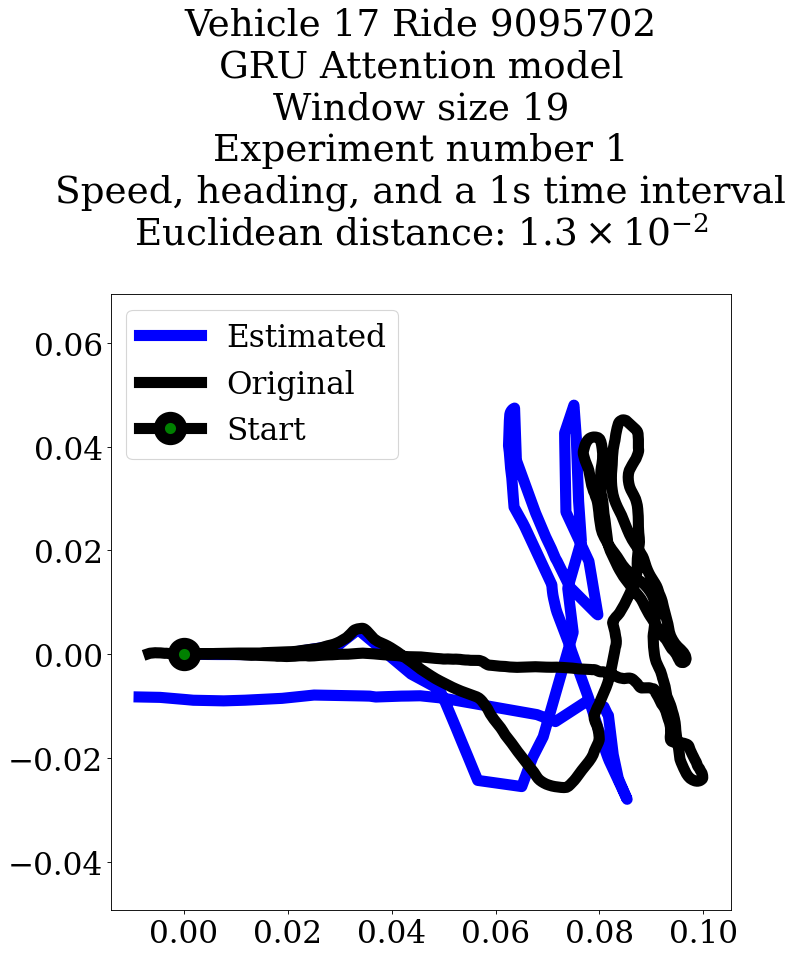 Vehicle 17 Ride 9095702
GRU Attention model
Window size 19
Experiment number 1
Speed, heading, and a 1s time interval
Euclidean distance: 1.3 × 10⁻²
Estimated
Original
Start
0.06
0.04
0.02
0.00
−0.02
−0.04
0.00 0.02 0.04 0.06 0.08 0.10